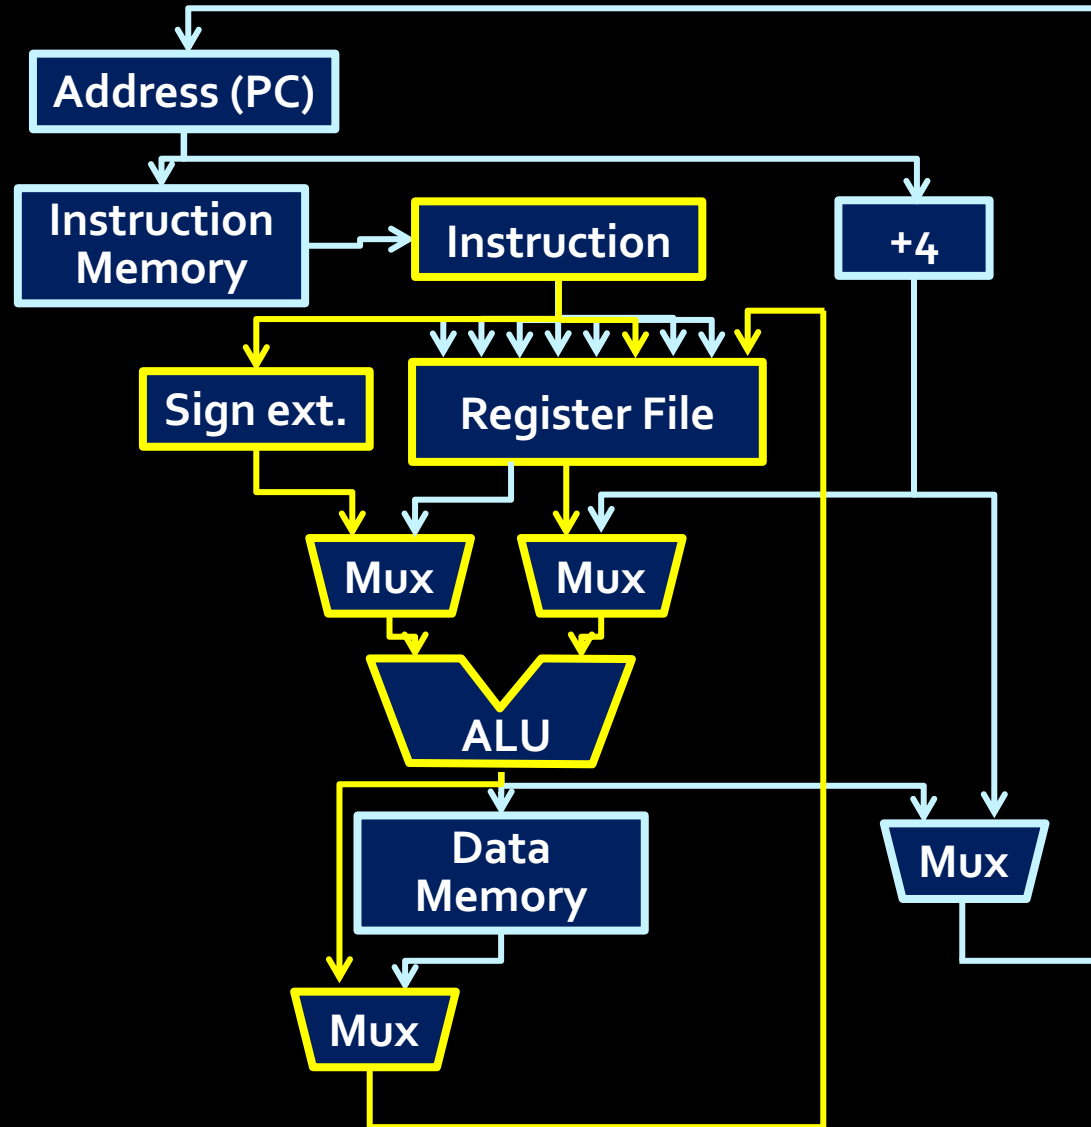 Address (PC)
Instruction
Memory
Instruction
+4
Sign ext.
Register File
Mux
Mux
ALU
Data
Memory
Mux
Mux